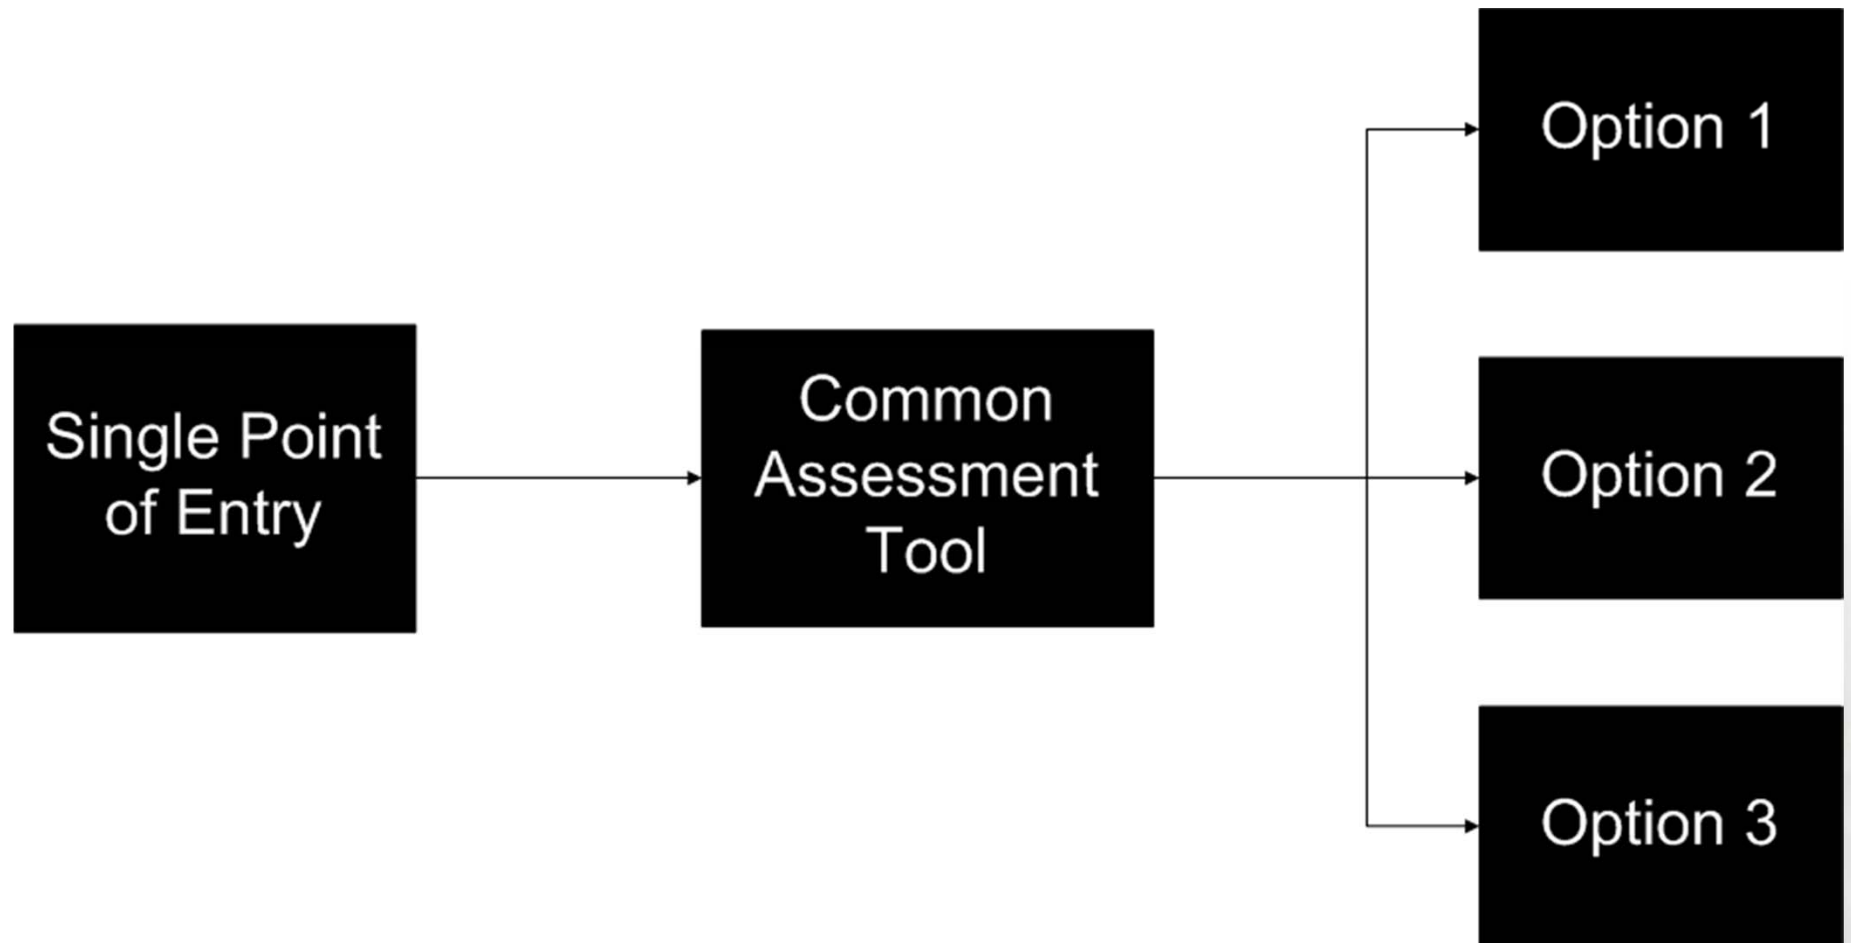 Single Point
of Entry
Common
Assessment
Tool
Option 1
Option 2
Option 3